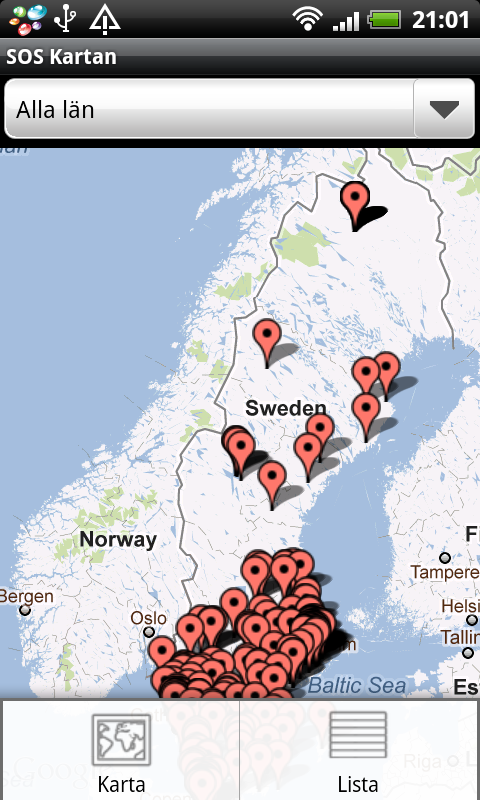 21:01
SOS Kartan
Alla län
Sweden
Norway
Tampere
Bergen
Helsi
Oslo
Tallin
m
Baltic Sea
Es
Riga
Karta
Lista